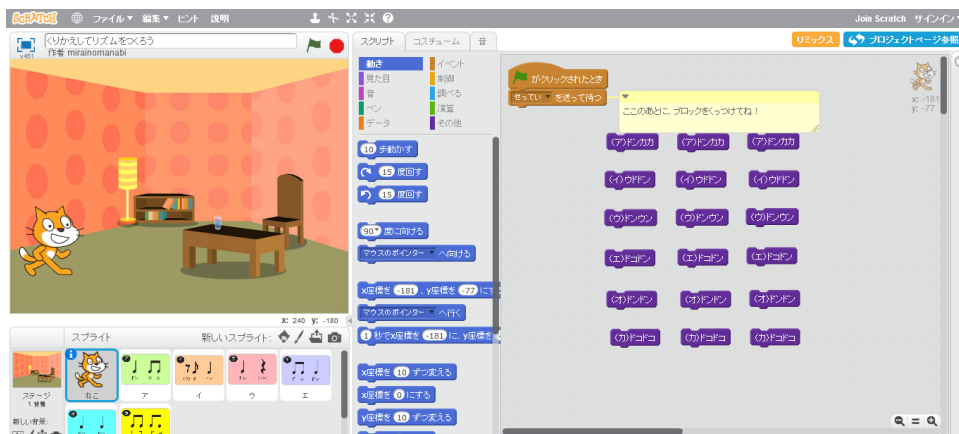 SCRATCH ファイル▼ 編集▼ ヒント 説明 Join Scratch サインイン▼
v461 くりかえしてリズムをつくろう
作者 mirainomanabi
スクリプト コスチューム 音
リミックス プロジェクトページ参照
動き イベント
見た目 制御
音 調べる
ペン 演算
データ その他
10 歩動かす
15 度回す
15 度回す
90▼ 度に向ける
マウスのポインター へ向ける
x座標を -181 、y座標を -77 にす
マウスのポインター へ行く
1 秒でx座標を -181 に、y座標を
x座標を 10 ずつ変える
x座標を 0 にする
y座標を 10 ずつ変える
がクリックされたとき
せってい を送って待つ
ここのあとに、ブロックをくっつけてね！
(ア)ドンカカ (ア)ドンカカ (ア)ドンカカ
(イ)ウドドン (イ)ウドドン (イ)ウドドン
(ウ)ドンウン (ウ)ドンウン (ウ)ドンウン
(エ)ドコドン (エ)ドコドン (エ)ドコドン
(オ)ドンドン (オ)ドンドン (オ)ドンドン
(カ)ドコドコ (カ)ドコドコ (カ)ドコドコ
x: -181
y: -77
x: 240 y: -180
スプライト 新しいスプライト:
ステージ
1 背景
新しい背景:
ねこ ア イ ウ エ